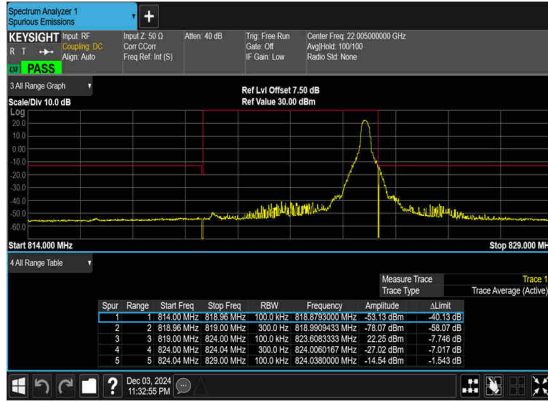 Spectrum Analyzer 1
Spurious Emissions
+
KEYSIGHT Input: RF Input Z: 50 Ω Atten: 40 dB Trig: Free Run Center Freq: 22.005000000 GHz
R T Coupling: DC Corr CCorr Gate: Off Avg|Hold: 100/100
Align: Auto Freq Ref: Int (S) IF Gain: Low Radio Std: None
PASS
3 All Range Graph
Ref Lvl Offset 7.50 dB
Scale/Div 10.0 dB Ref Value 30.00 dBm
Log
20.0
10.0
0.00
-10.0
-20.0
-30.0
-40.0
-50.0
-60.0
Start 814.000 MHz Stop 829.000 MHz
4 All Range Table
Measure Trace Trace 1
Trace Type Trace Average (Active)
Spur Range Start Freq Stop Freq RBW Frequency Amplitude ΔLimit
1 1 814.00 MHz 818.96 MHz 100.0 kHz 818.8793000 MHz -53.13 dBm -40.13 dB
2 2 818.96 MHz 819.00 MHz 300.0 Hz 818.9909433 MHz -78.07 dBm -58.07 dB
3 3 819.00 MHz 824.00 MHz 100.0 kHz 823.6083333 MHz 22.25 dBm -7.746 dB
4 4 824.00 MHz 824.04 MHz 300.0 Hz 824.0060167 MHz -27.02 dBm -7.017 dB
5 5 824.04 MHz 829.00 MHz 100.0 kHz 824.0380000 MHz -14.54 dBm -1.543 dB
?
Dec 03, 2024
11:32:55 PM